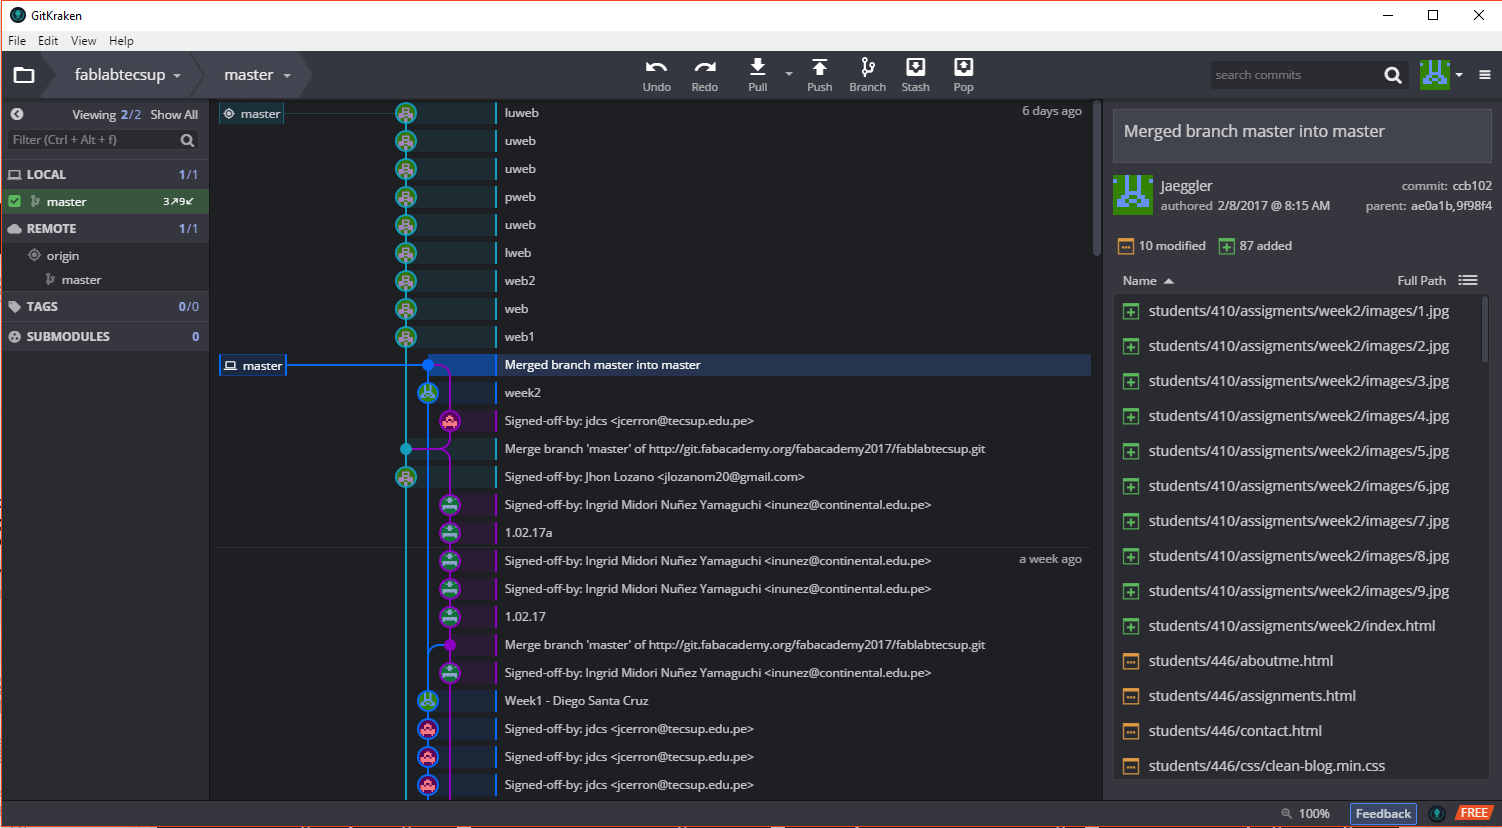 GitKraken
File Edit View Help
fablabtecsup master Undo Redo Pull Push Branch Stash Pop search commits
Viewing 2/2 Show All
Filter (Ctrl + Alt + f)
LOCAL 1/1
master 3↗9↙
REMOTE 1/1
origin
master
TAGS 0/0
SUBMODULES 0
master luweb 6 days ago
uweb
uweb
pweb
uweb
lweb
web2
web
web1
master Merged branch master into master
week2
Signed-off-by: jdcs <jcerron@tecsup.edu.pe>
Merge branch 'master' of http://git.fabacademy.org/fabacademy2017/fablabtecsup.git
Signed-off-by: Jhon Lozano <jlozanom20@gmail.com>
Signed-off-by: Ingrid Midori Nuñez Yamaguchi <inunez@continental.edu.pe>
1.02.17a
Signed-off-by: Ingrid Midori Nuñez Yamaguchi <inunez@continental.edu.pe> a week ago
Signed-off-by: Ingrid Midori Nuñez Yamaguchi <inunez@continental.edu.pe>
1.02.17
Merge branch 'master' of http://git.fabacademy.org/fabacademy2017/fablabtecsup.git
Signed-off-by: Ingrid Midori Nuñez Yamaguchi <inunez@continental.edu.pe>
Week1 - Diego Santa Cruz
Signed-off-by: jdcs <jcerron@tecsup.edu.pe>
Signed-off-by: jdcs <jcerron@tecsup.edu.pe>
Signed-off-by: jdcs <jcerron@tecsup.edu.pe>
Merged branch master into master
Jaeggler commit: ccb102
authored 2/8/2017 @ 8:15 AM parent: ae0a1b,9f98f4
10 modified 87 added
Name Full Path
students/410/assigments/week2/images/1.jpg
students/410/assigments/week2/images/2.jpg
students/410/assigments/week2/images/3.jpg
students/410/assigments/week2/images/4.jpg
students/410/assigments/week2/images/5.jpg
students/410/assigments/week2/images/6.jpg
students/410/assigments/week2/images/7.jpg
students/410/assigments/week2/images/8.jpg
students/410/assigments/week2/images/9.jpg
students/410/assigments/week2/index.html
students/446/aboutme.html
students/446/assignments.html
students/446/contact.html
students/446/css/clean-blog.min.css
100% Feedback FREE